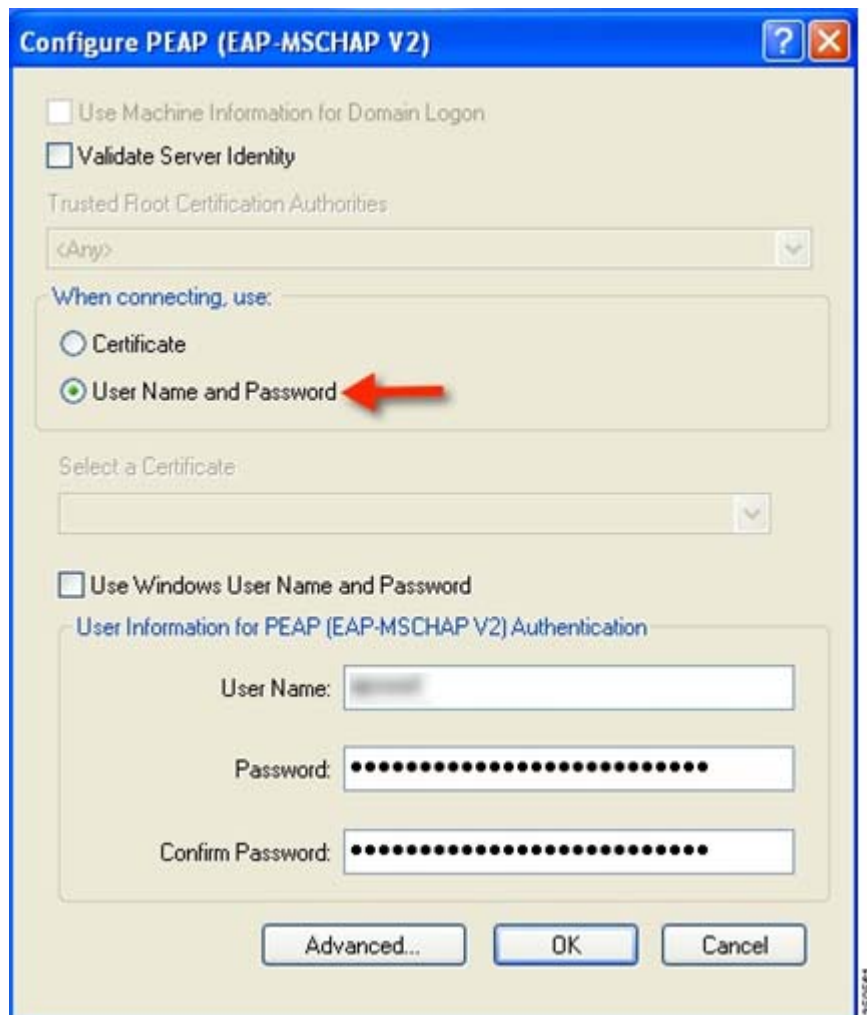 Configure PEAP (EAP-MSCHAP V2)
Use Machine Information for Domain Logon
Validate Server Identity
Trusted Root Certification Authorities
<Any>
When connecting, use:
Certificate
User Name and Password
Select a Certificate
Use Windows User Name and Password
User Information for PEAP (EAP-MSCHAP V2) Authentication
User Name:
Password: •••••••••••••••••••••••••••
Confirm Password: •••••••••••••••••••••••••••
Advanced... OK Cancel